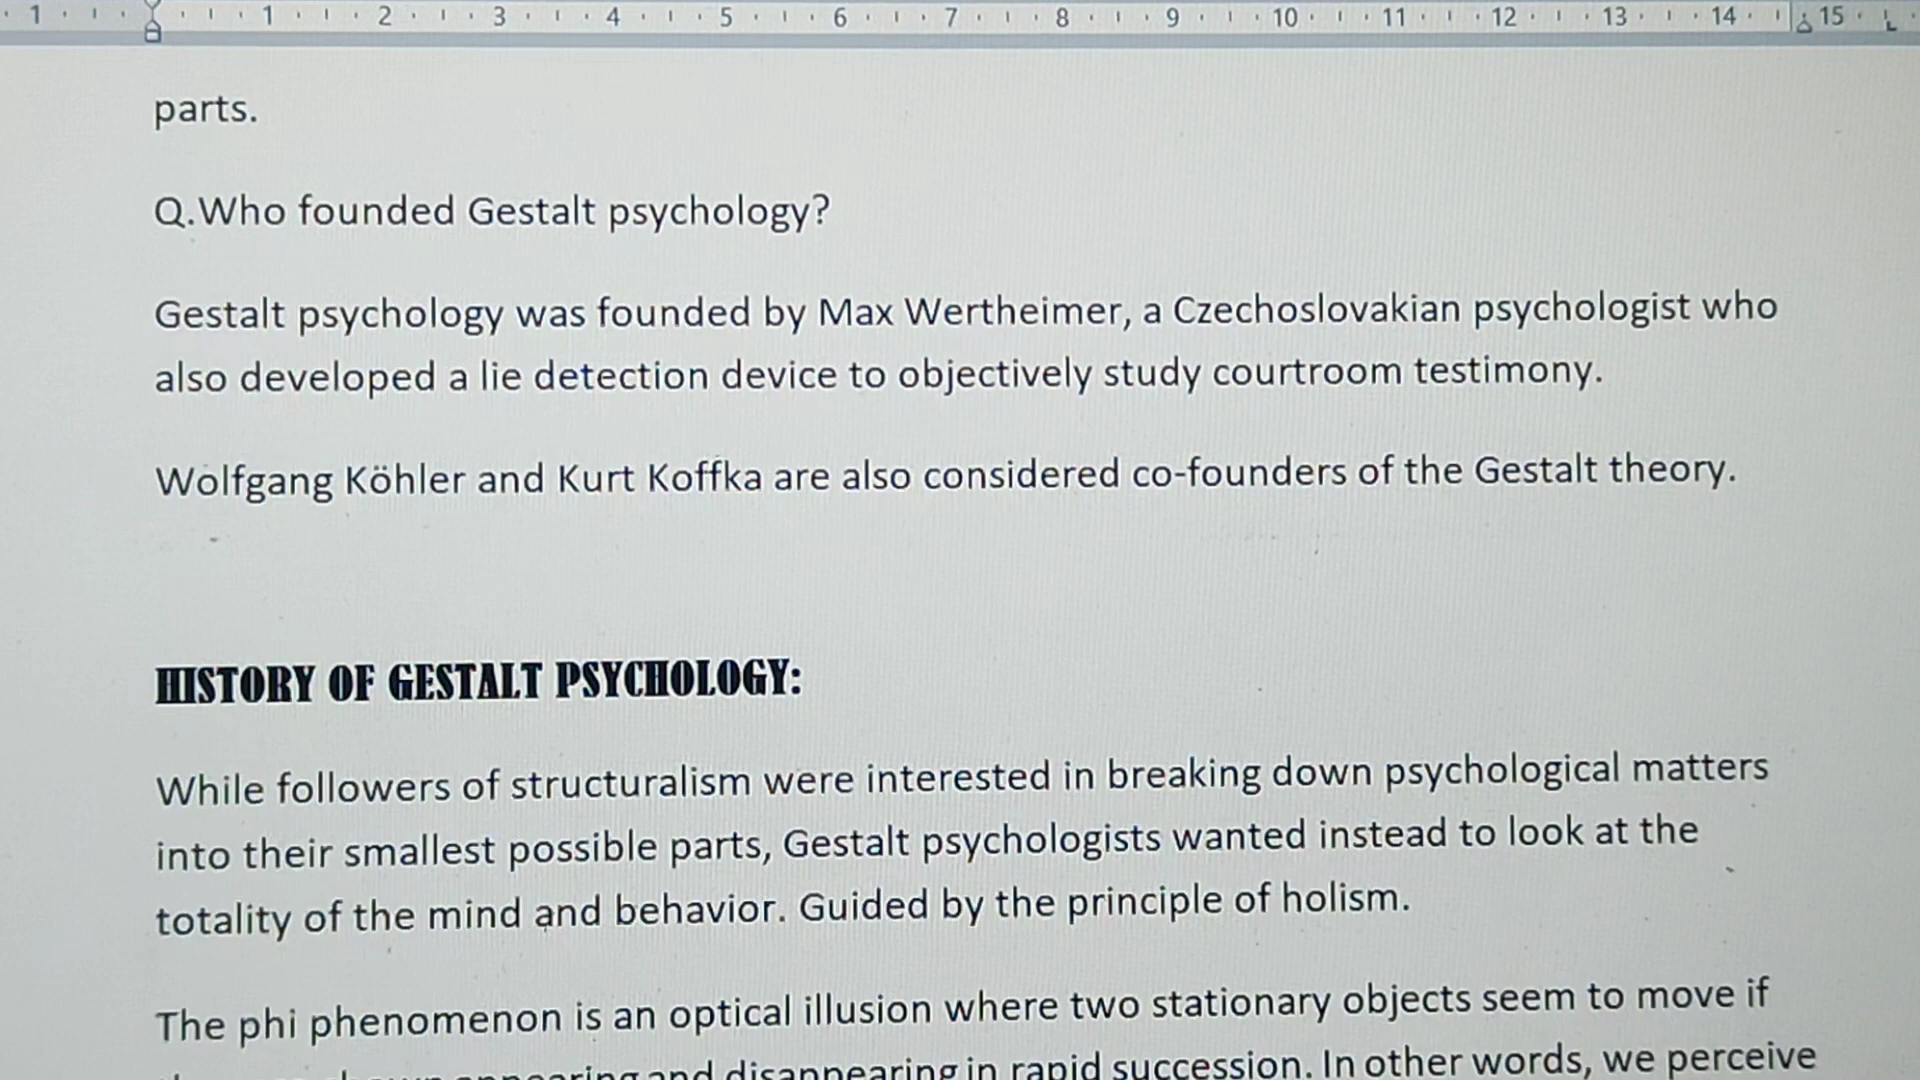 1 1 2 3 4 5 6 7 8 9 10 11 12 13 14 15
parts.
Q.Who founded Gestalt psychology?
Gestalt psychology was founded by Max Wertheimer, a Czechoslovakian psychologist who
also developed a lie detection device to objectively study courtroom testimony.
Wolfgang Köhler and Kurt Koffka are also considered co-founders of the Gestalt theory.
HISTORY OF GESTALT PSYCHOLOGY:
While followers of structuralism were interested in breaking down psychological matters
into their smallest possible parts, Gestalt psychologists wanted instead to look at the
totality of the mind and behavior. Guided by the principle of holism.
The phi phenomenon is an optical illusion where two stationary objects seem to move if
appearing and disappearing in rapid succession. In other words, we perceive